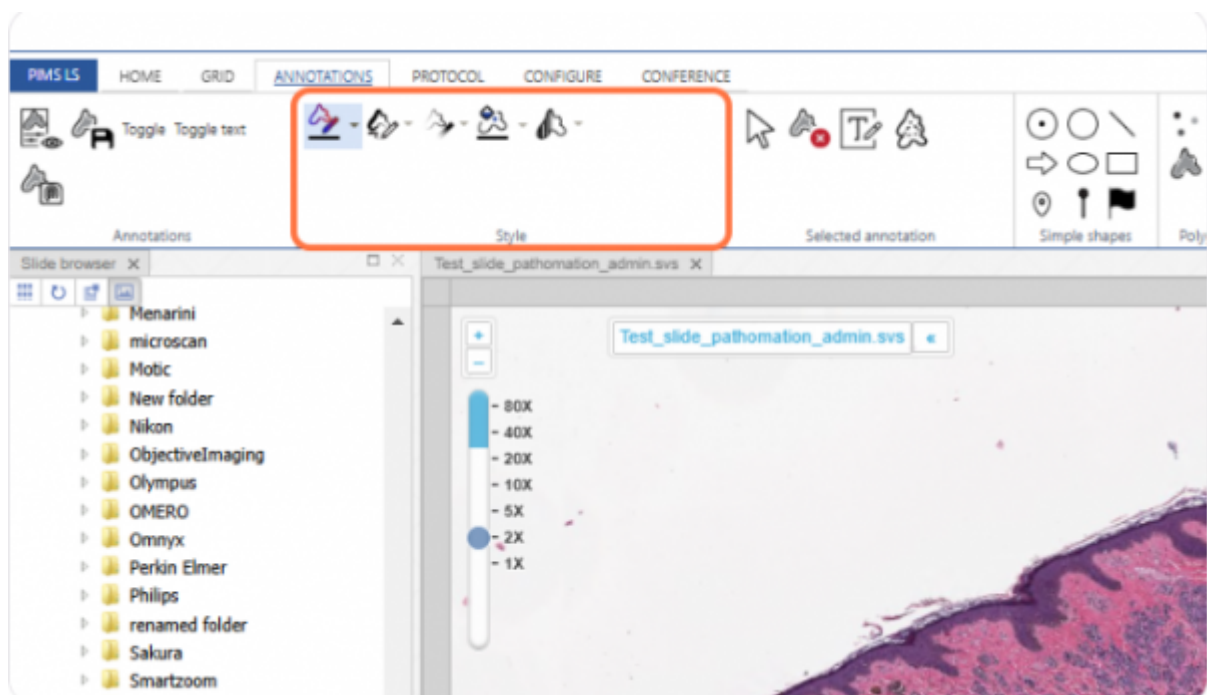 PMS LS HOME GRID ANNOTATIONS PROTOCOL CONFIGURE CONFERENCE
Toggle Toggle text
Annotations Style Selected annotation Simple shapes Poly
Slide browser X Test_slide_pathomation_admin.svs X
Menarini
microscan
Motic
New folder
Nikon
ObjectiveImaging
Olympus
OMERO
Omnyx
Perkin Elmer
Philips
renamed folder
Sakura
Smartzoom
+
Test_slide_pathomation_admin.svs «
–
- 80X
- 40X
- 20X
- 10X
- 5X
- 2X
- 1X